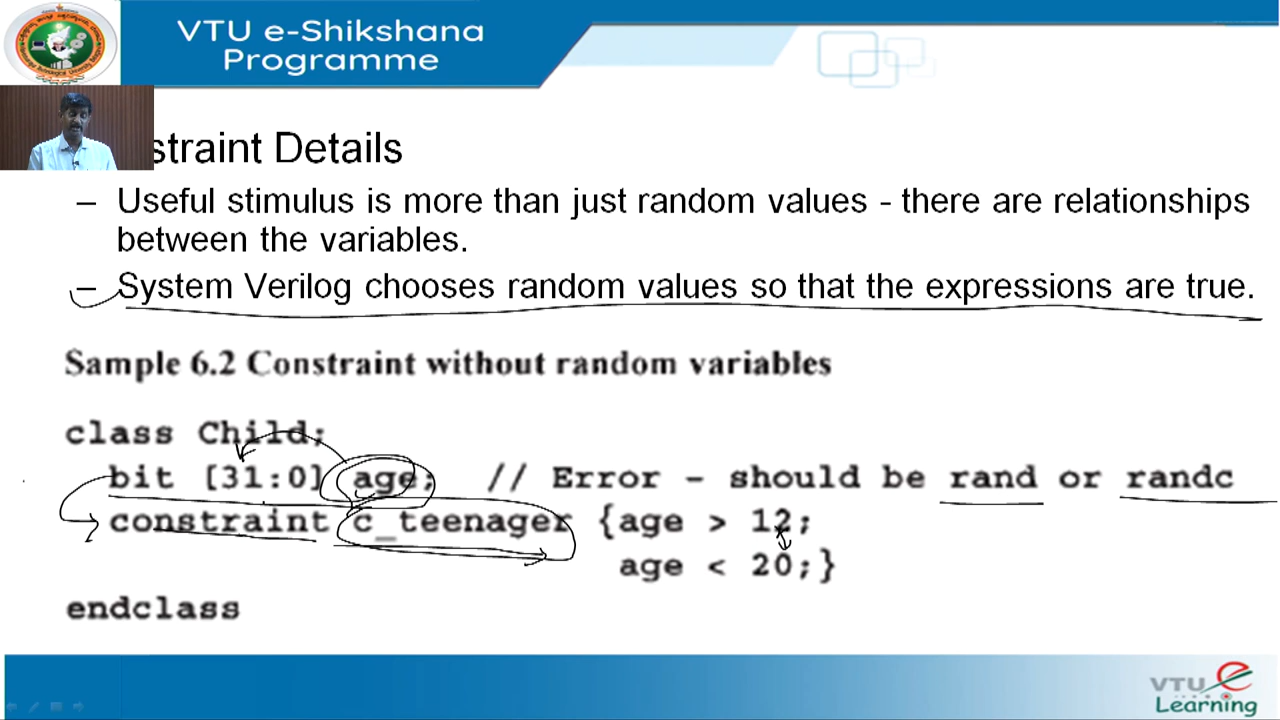 VTU e-Shikshana
Programme
straint Details
– Useful stimulus is more than just random values - there are relationships
between the variables.
– System Verilog chooses random values so that the expressions are true.
Sample 6.2 Constraint without random variables
class Child;
bit [31:0] age; // Error - should be rand or randc
constraint c_teenager {age > 12;
age < 20;}
endclass
VTU e
Learning